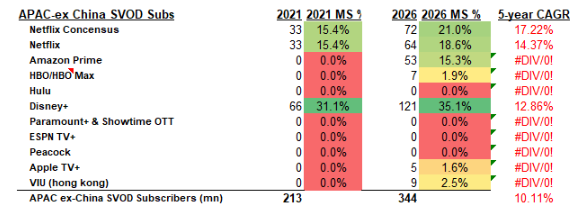 APAC-ex China SVOD Subs 2021 2021 MS % 2026 2026 MS % 5-year CAGR
Netflix Concensus 33 15.4% 72 21.0% 17.22%
Netflix 33 15.4% 64 18.6% 14.37%
Amazon Prime 0 0.0% 53 15.3% #DIV/0!
HBO/HBO Max 0 0.0% 7 1.9% #DIV/0!
Hulu 0 0.0% 0 0.0% #DIV/0!
Disney+ 66 31.1% 121 35.1% 12.86%
Paramount+ & Showtime OTT 0 0.0% 0 0.0% #DIV/0!
ESPN TV+ 0 0.0% 0 0.0% #DIV/0!
Peacock 0 0.0% 0 0.0% #DIV/0!
Apple TV+ 0 0.0% 5 1.6% #DIV/0!
VIU (hong kong) 0 0.0% 9 2.5% #DIV/0!
APAC ex-China SVOD Subscribers (mn) 213 344 10.11%